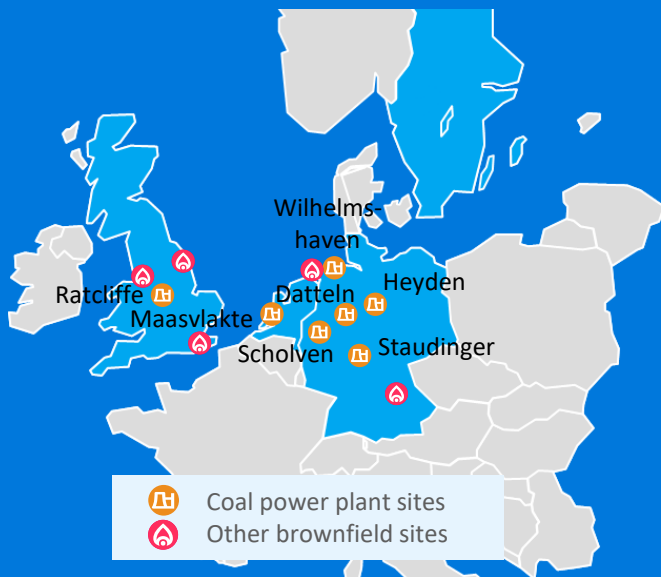 Wilhelms-
haven
Heyden
Ratcliffe
Datteln
Maasvlakte
Scholven
Staudinger
Coal power plant sites
Other brownfield sites